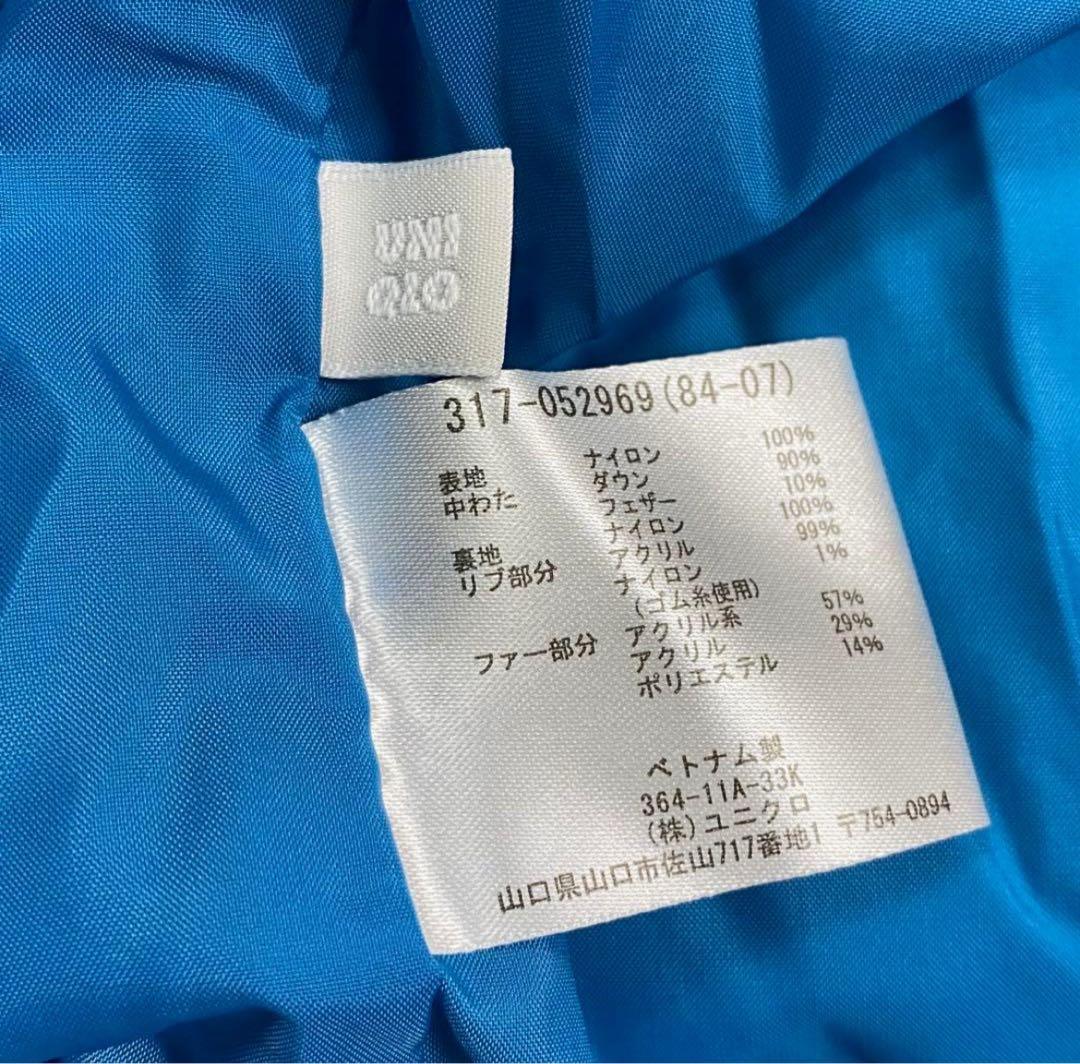 UNI
QLO
317-052969(84-07)
表地 ナイロン 100%
中わた ダウン 90%
フェザー 10%
裏地 ナイロン 100%
リブ部分 アクリル 99%
ナイロン 1%
(ゴム糸使用)
ファー部分 アクリル系 57%
アクリル 29%
ポリエステル 14%
ベトナム製
364-11A-33K
(株)ユニクロ
山口県山口市佐山717番地1 〒754-0894